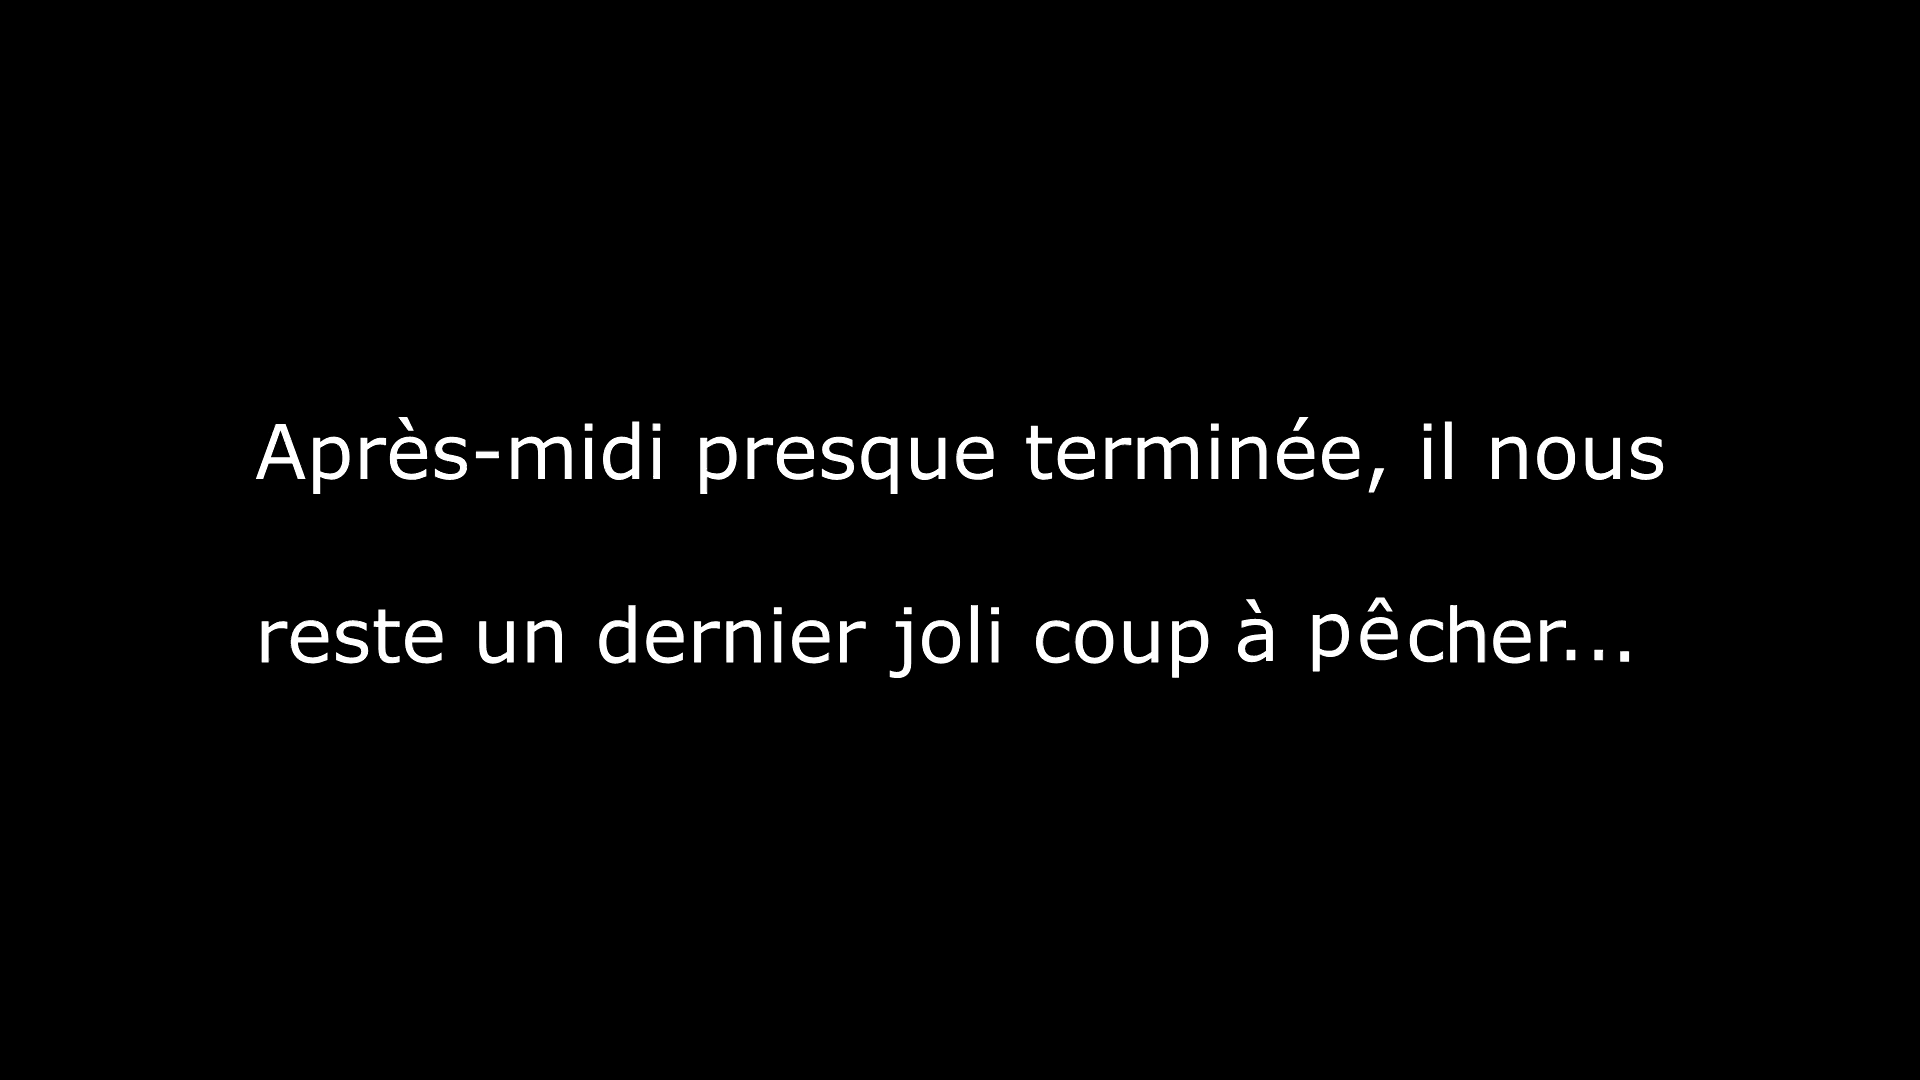 Après-midi presque terminée, il nous
reste un dernier joli coup à pêcher...